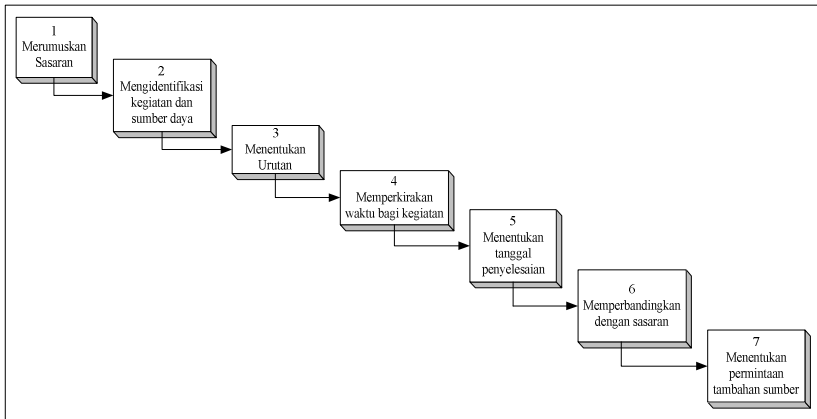 1
Merumuskan
Sasaran
2
Mengidentifikasi
kegiatan dan
sumber daya
3
Menentukan
Urutan
4
Memperkirakan
waktu bagi kegiatan
5
Menentukan
tanggal
penyelesaian
6
Memperbandingkan
dengan sasaran
7
Menentukan
permintaan
tambahan sumber